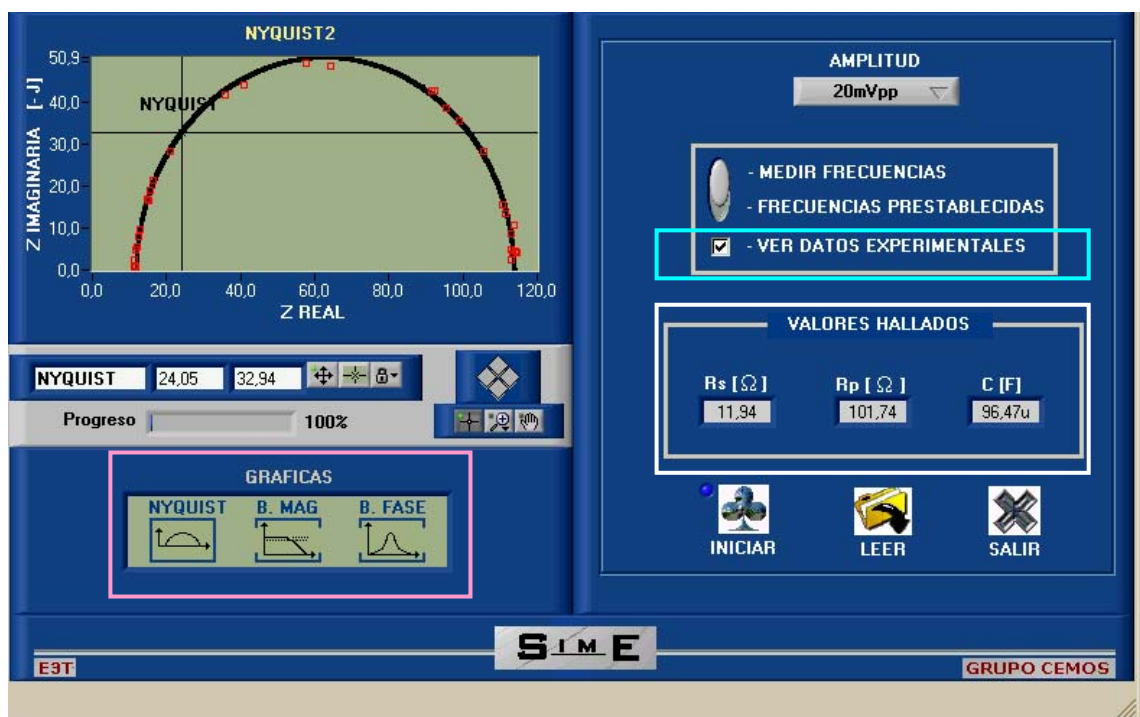 NYQUIST2
50,9
40,0
30,0
20,0
10,0
0,0
Z IMAGINARIA [-J]
NYQUIST
0,0 20,0 40,0 60,0 80,0 100,0 120,0
Z REAL
NYQUIST 24,05 32,94
Progreso 100%
GRAFICAS
NYQUIST B. MAG B. FASE
AMPLITUD
20mVpp
- MEDIR FRECUENCIAS
- FRECUENCIAS PRESTABLECIDAS
- VER DATOS EXPERIMENTALES
VALORES HALLADOS
Rs [Ω] Rp [Ω] C [F]
11,94 101,74 96,47u
INICIAR LEER SALIR
SIME
E3T
GRUPO CEMOS